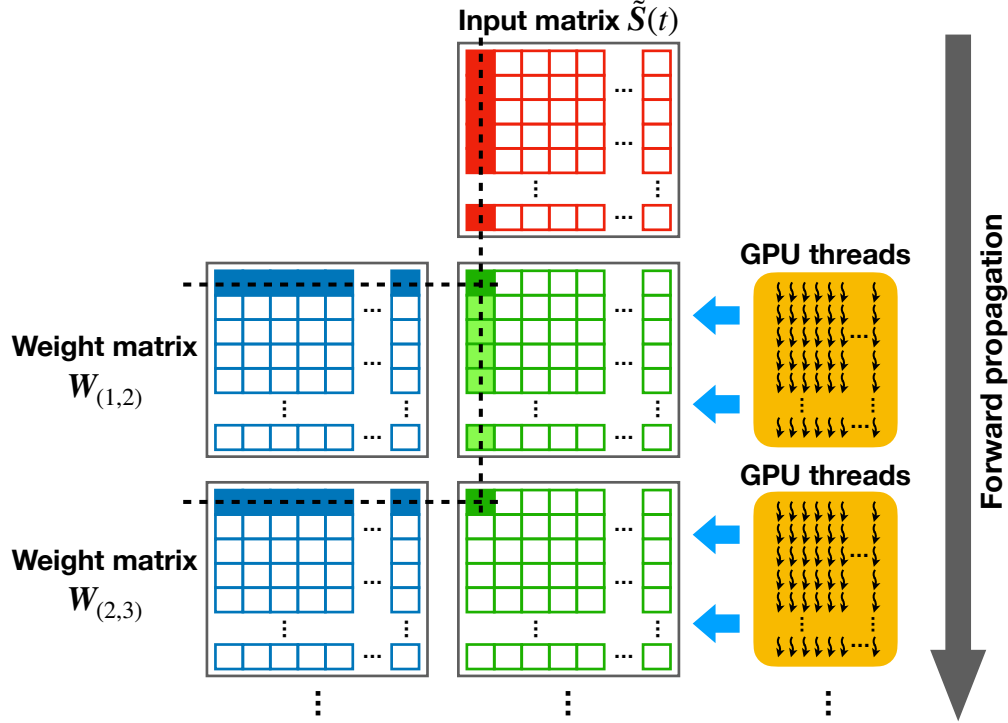 Input matrix S̃(t)
GPU threads
Weight matrix
W(1,2)
GPU threads
Weight matrix
W(2,3)
Forward propagation